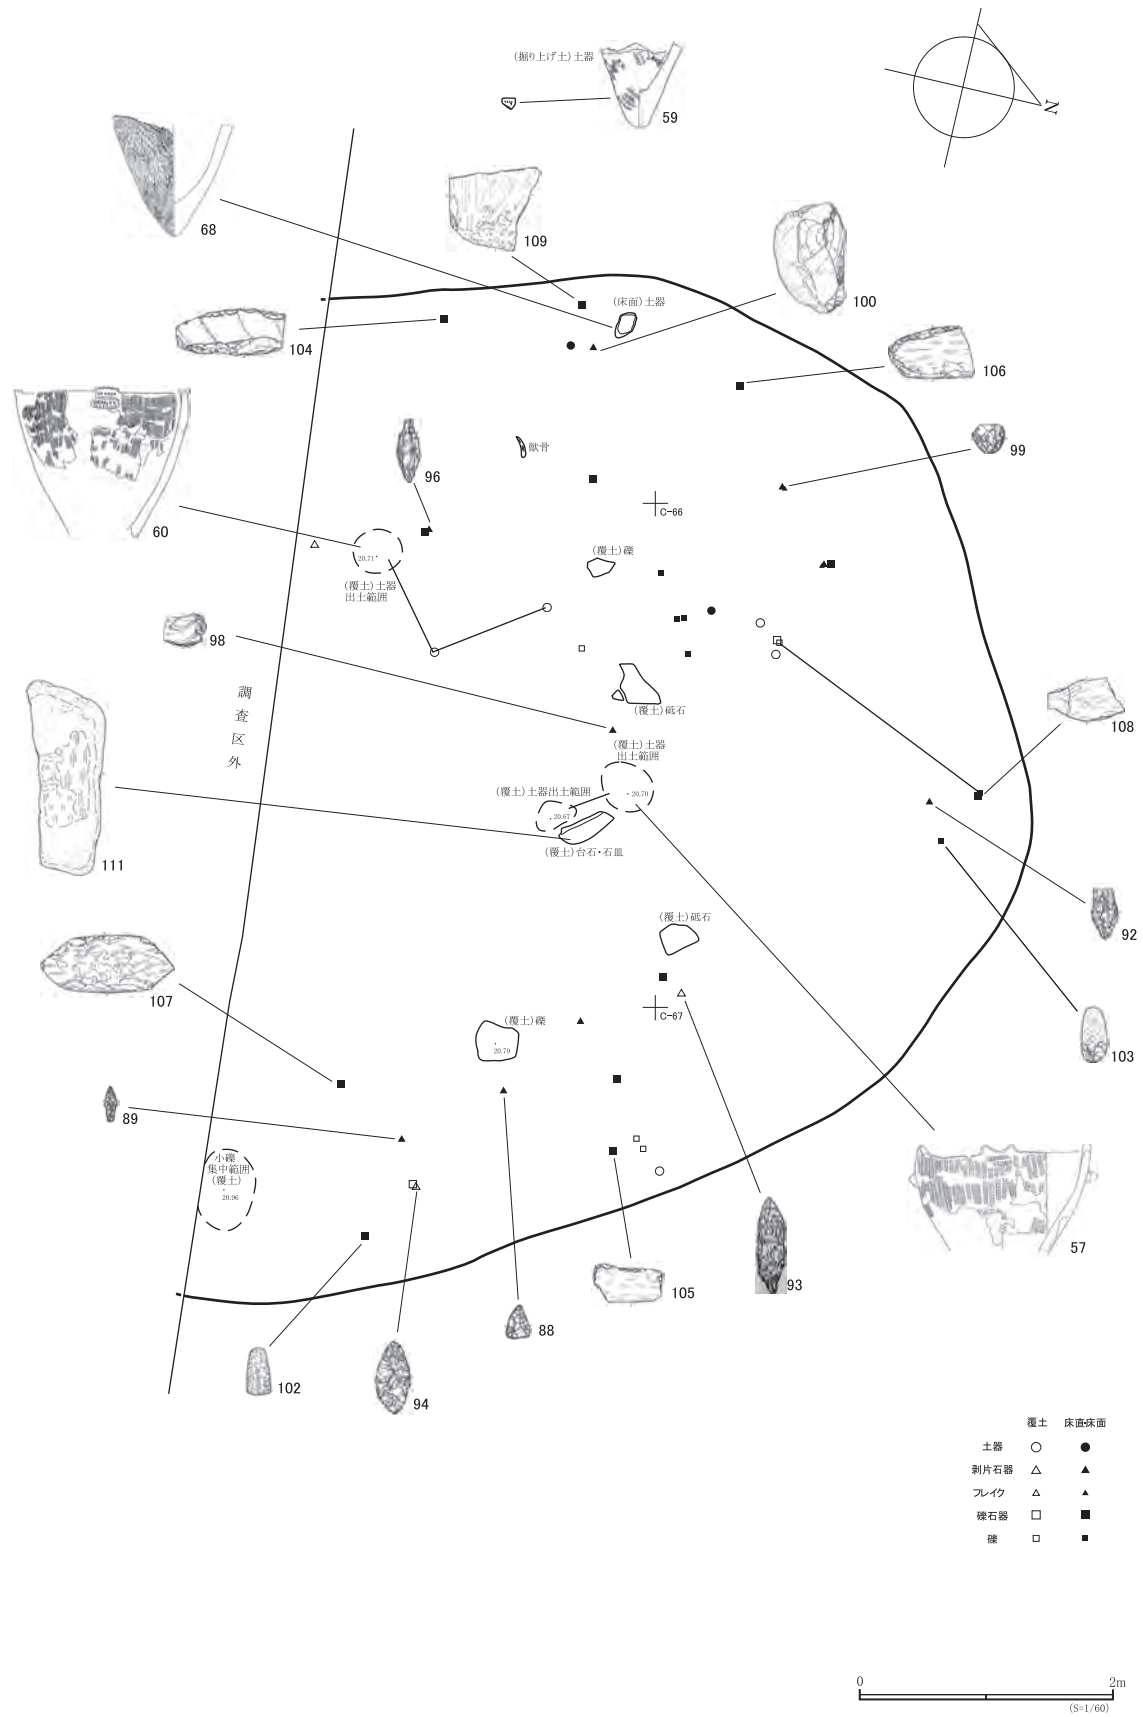 (掘り上げ土)土器
59
N
68
109
(床面)土器
100
104
106
96
獣骨
99
C-66
60
(覆土)礫
20.71
(覆土)土器
出土範囲
98
(覆土)砥石
108
調査区外
(覆土)土器
出土範囲
(覆土)土器出土範囲
20.70
20.67
(覆土)台石・石皿
111
(覆土)砥石
92
107
C-67
(覆土)礫
20.79
103
89
小礫
集中範囲
(覆土)
20.96
57
93
105
88
102
94
覆土 床直・床面
土器
剥片石器
フレイク
礫石器
礫
0 2m
(S=1/60)